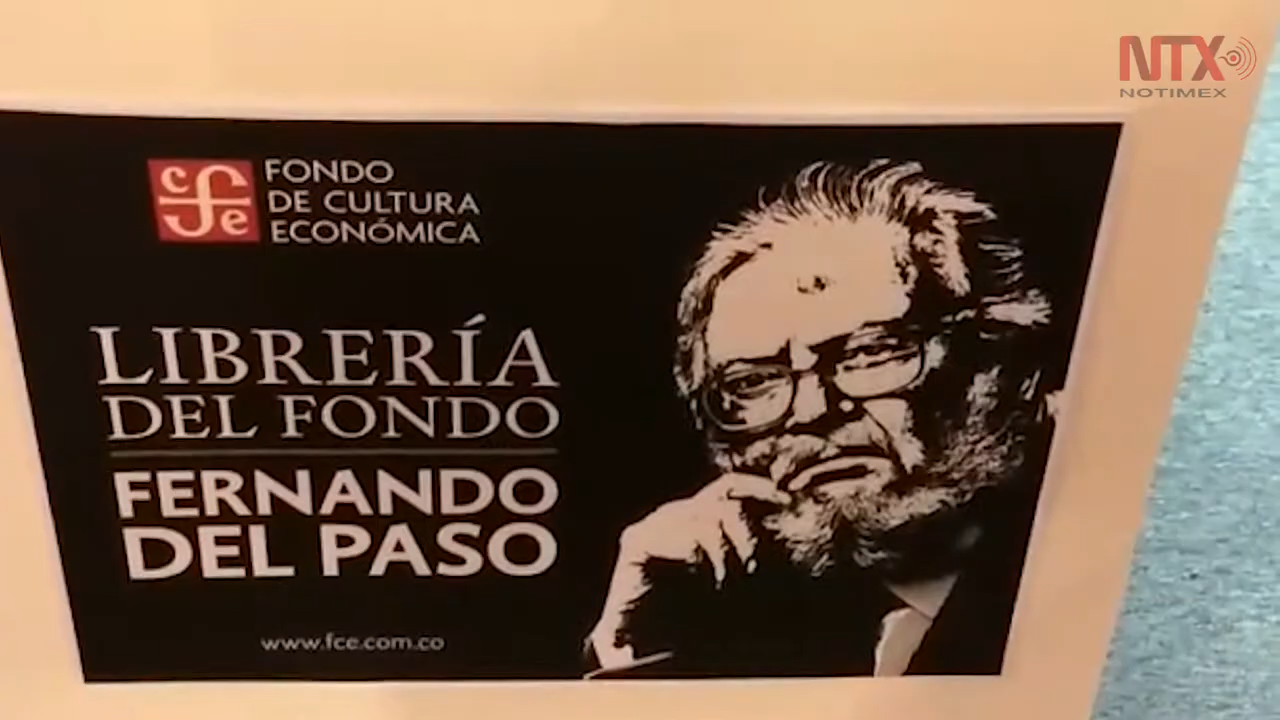 NTX
NOTIMEX
cfe
FONDO
DE CULTURA
ECONÓMICA
LIBRERÍA
DEL FONDO
FERNANDO
DEL PASO
www.fce.com.co